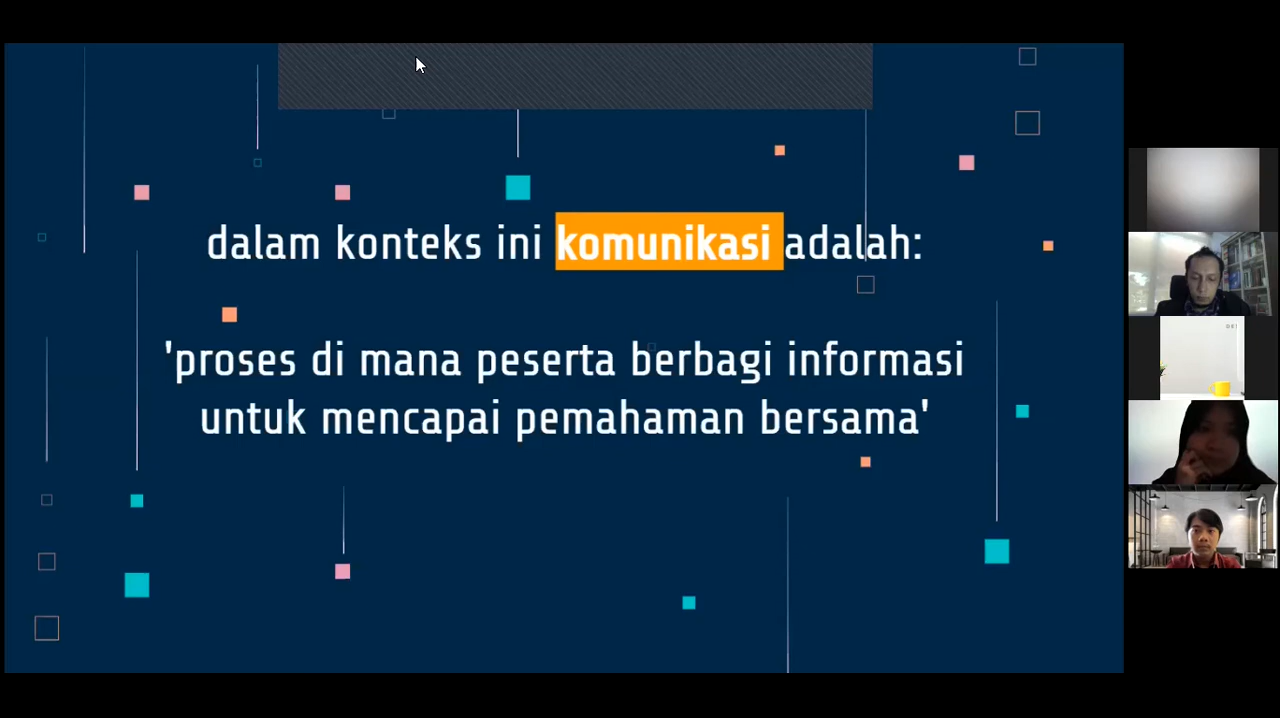 dalam konteks ini komunikasi adalah:
'proses di mana peserta berbagi informasi
untuk mencapai pemahaman bersama'